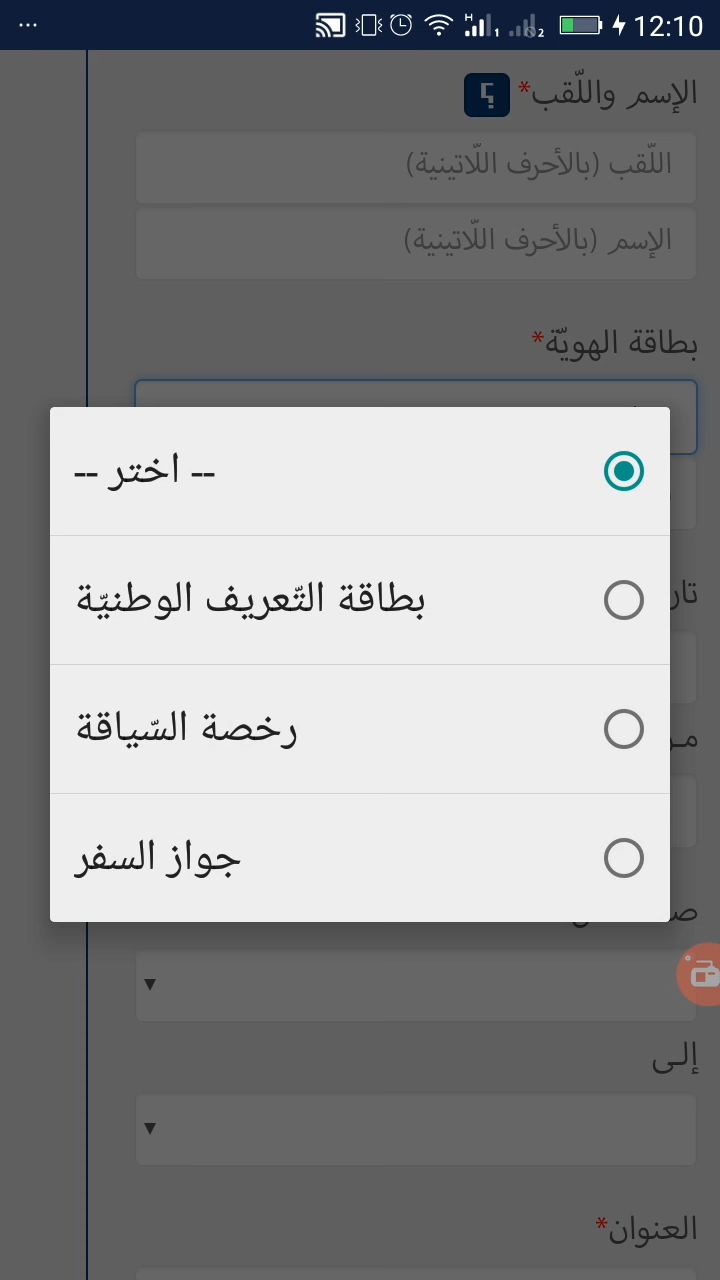 12:10
الإسم واللّقب*
اللّقب (بالأحرف اللّاتينية)
الإسم (بالأحرف اللّاتينية)
بطاقة الهويّة*
-- اختر --
بطاقة التّعريف الوطنيّة
رخصة السّياقة
جواز السفر
إلى
العنوان*